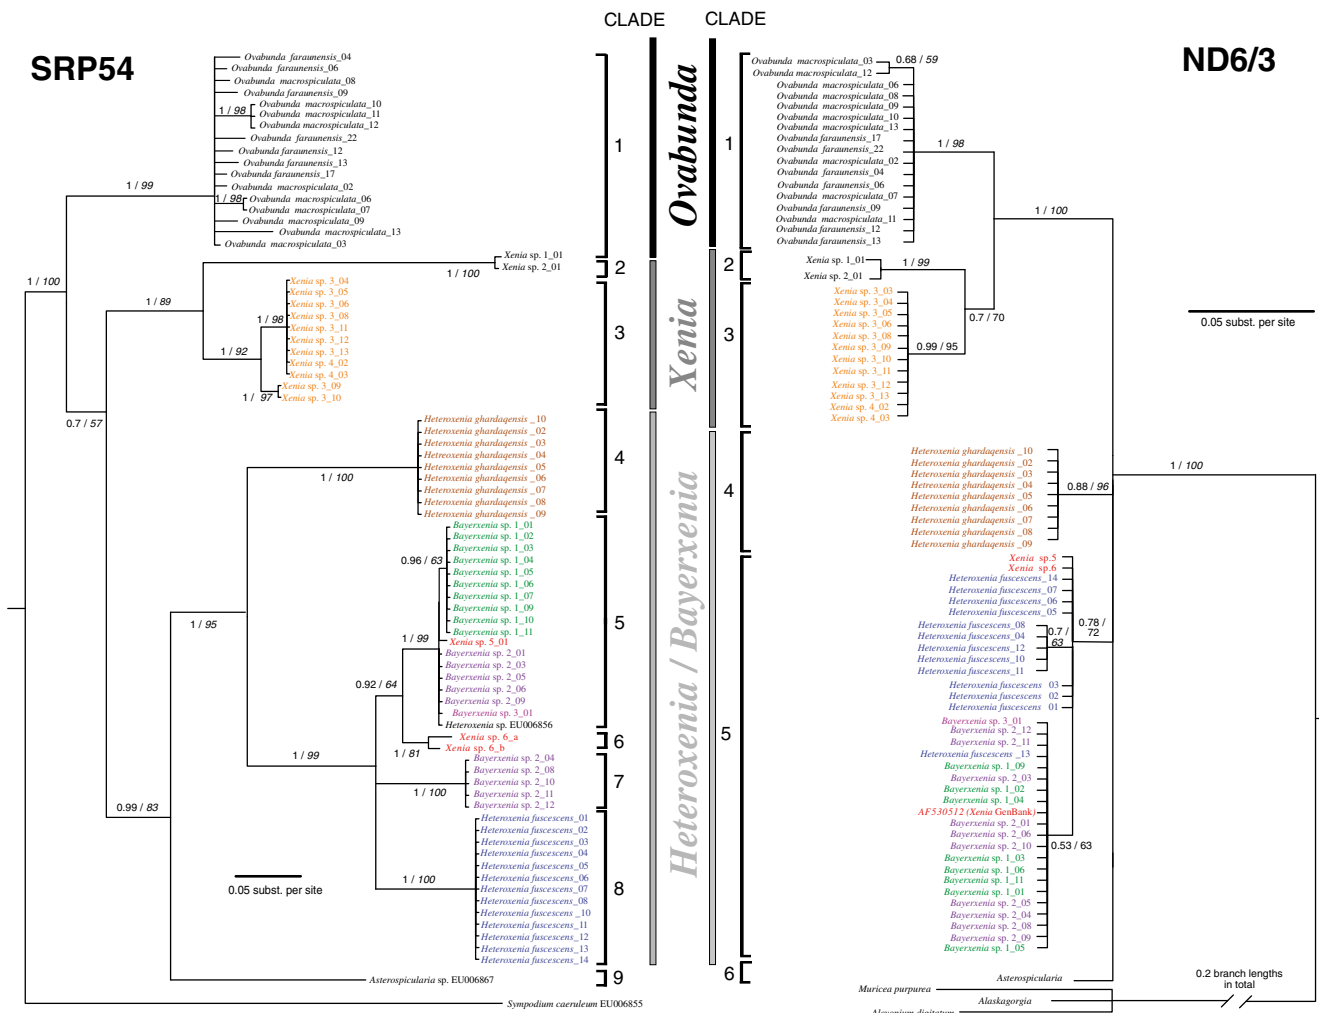 CLADE
CLADE
SRP54
ND6/3
Ovabunda faraunensis_04
Ovabunda faraunensis_06
Ovabunda macrospiculata_08
Ovabunda faraunensis_09
Ovabunda macrospiculata_10
Ovabunda macrospiculata_11
Ovabunda macrospiculata_12
1 / 98
Ovabunda faraunensis_22
Ovabunda faraunensis_12
Ovabunda faraunensis_13
Ovabunda faraunensis_17
Ovabunda macrospiculata_02
Ovabunda macrospiculata_06
1 / 98
Ovabunda macrospiculata_07
Ovabunda macrospiculata_09
Ovabunda macrospiculata_13
Ovabunda macrospiculata_03
1 / 99
1
Xenia sp. 1_01
Xenia sp. 2_01
1 / 100
2
1 / 100
1 / 89
Xenia sp. 3_04
Xenia sp. 3_05
Xenia sp. 3_06
Xenia sp. 3_08
Xenia sp. 3_11
Xenia sp. 3_12
Xenia sp. 3_13
Xenia sp. 4_02
Xenia sp. 4_03
Xenia sp. 3_09
Xenia sp. 3_10
1 / 98
1 / 92
1 / 97
3
0.7 / 57
Heteroxenia ghardaqensis _10
Heteroxenia ghardaqensis _02
Heteroxenia ghardaqensis _03
Hetreoxenia ghardaqensis _04
Heteroxenia ghardaqensis _05
Heteroxenia ghardaqensis _06
Heteroxenia ghardaqensis _07
Heteroxenia ghardaqensis _08
Heteroxenia ghardaqensis _09
1 / 100
4
Bayerxenia sp. 1_01
Bayerxenia sp. 1_02
Bayerxenia sp. 1_03
Bayerxenia sp. 1_04
Bayerxenia sp. 1_05
Bayerxenia sp. 1_06
Bayerxenia sp. 1_07
Bayerxenia sp. 1_09
Bayerxenia sp. 1_10
Bayerxenia sp. 1_11
Xenia sp. 5_01
Bayerxenia sp. 2_01
Bayerxenia sp. 2_03
Bayerxenia sp. 2_05
Bayerxenia sp. 2_06
Bayerxenia sp. 2_09
Bayerxenia sp. 3_01
Heteroxenia sp. EU006856
0.96 / 63
1 / 99
0.92 / 64
5
1 / 95
Xenia sp. 6_a
Xenia sp. 6_b
1 / 81
6
1 / 99
Bayerxenia sp. 2_04
Bayerxenia sp. 2_08
Bayerxenia sp. 2_10
Bayerxenia sp. 2_11
Bayerxenia sp. 2_12
1 / 100
7
0.99 / 83
Heteroxenia fuscescens_01
Heteroxenia fuscescens_02
Heteroxenia fuscescens_03
Heteroxenia fuscescens_04
Heteroxenia fuscescens_05
Heteroxenia fuscescens_06
Heteroxenia fuscescens_07
Heteroxenia fuscescens_08
Heteroxenia fuscescens _10
Heteroxenia fuscescens_11
Heteroxenia fuscescens_12
Heteroxenia fuscescens_13
Heteroxenia fuscescens_14
1 / 100
8
0.05 subst. per site
Asterospicularia sp. EU006867
9
Sympodium caeruleum EU006855
Ovabunda
Xenia
Heteroxenia / Bayerxenia
Ovabunda macrospiculata_03
Ovabunda macrospiculata_12
0.68 / 59
Ovabunda macrospiculata_06
Ovabunda macrospiculata_08
Ovabunda macrospiculata_09
Ovabunda macrospiculata_10
Ovabunda macrospiculata_13
Ovabunda faraunensis_17
Ovabunda faraunensis_22
Ovabunda macrospiculata_02
Ovabunda faraunensis_04
Ovabunda faraunensis_06
Ovabunda macrospiculata_07
Ovabunda faraunensis_09
Ovabunda macrospiculata_11
Ovabunda faraunensis_12
Ovabunda faraunensis_13
1 / 98
1
1 / 100
Xenia sp. 1_01
Xenia sp. 2_01
1 / 99
2
Xenia sp. 3_03
Xenia sp. 3_04
Xenia sp. 3_05
Xenia sp. 3_06
Xenia sp. 3_08
Xenia sp. 3_09
Xenia sp. 3_10
Xenia sp. 3_11
Xenia sp. 3_12
Xenia sp. 3_13
Xenia sp. 4_02
Xenia sp. 4_03
0.7 / 70
0.99 / 95
3
0.05 subst. per site
Heteroxenia ghardaqensis _10
Heteroxenia ghardaqensis _02
Heteroxenia ghardaqensis _03
Hetreoxenia ghardaqensis _04
Heteroxenia ghardaqensis _05
Heteroxenia ghardaqensis _06
Heteroxenia ghardaqensis _07
Heteroxenia ghardaqensis _08
Heteroxenia ghardaqensis _09
0.88 / 96
1 / 100
4
Xenia sp.5
Xenia sp.6
Heteroxenia fuscescens_14
Heteroxenia fuscescens_07
Heteroxenia fuscescens_06
Heteroxenia fuscescens_05
Heteroxenia fuscescens_08
Heteroxenia fuscescens_04
Heteroxenia fuscescens_12
Heteroxenia fuscescens_10
Heteroxenia fuscescens_11
0.7 /
63
0.78 /
72
Heteroxenia fuscescens 03
Heteroxenia fuscescens 02
Heteroxenia fuscescens 01
Bayerxenia sp. 3_01
Bayerxenia sp. 2_12
Bayerxenia sp. 2_11
Heteroxenia fuscescens _13
Bayerxenia sp. 1_09
Bayerxenia sp. 2_03
Bayerxenia sp. 1_02
Bayerxenia sp. 1_04
AF530512 (Xenia GenBank)
Bayerxenia sp. 2_01
Bayerxenia sp. 2_06
Bayerxenia sp. 2_10
Bayerxenia sp. 1_03
Bayerxenia sp. 1_06
Bayerxenia sp. 1_11
Bayerxenia sp. 1_01
Bayerxenia sp. 2_05
Bayerxenia sp. 2_04
Bayerxenia sp. 2_08
Bayerxenia sp. 2_09
Bayerxenia sp. 1_05
0.53 / 63
5
Asterospicularia
6
Muricea purpurea
Alaskagorgia
Alcyonium digitatum
0.2 branch lengths
in total